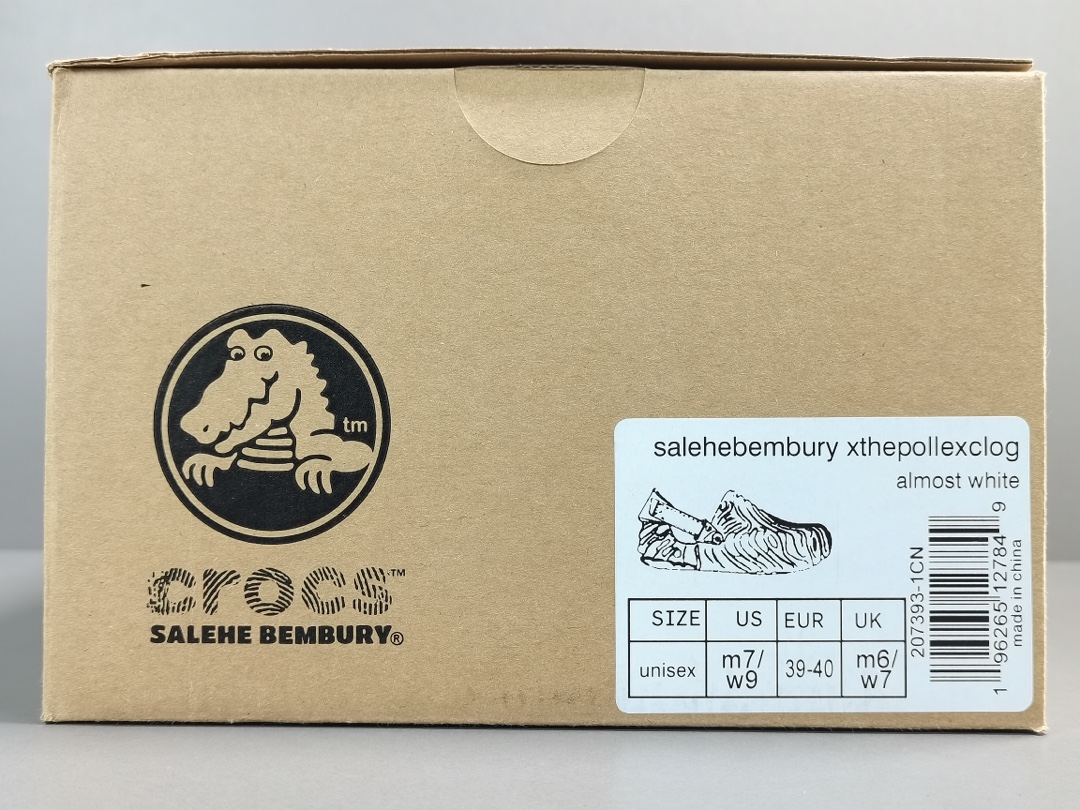 tm
crocs™
SALEHE BEMBURY®
salehebembury xthepollexclog
almost white
SIZE US EUR UK
unisex m7/w9 39-40 m6/w7
207393-1CN
1 96265 12784 9
made in china